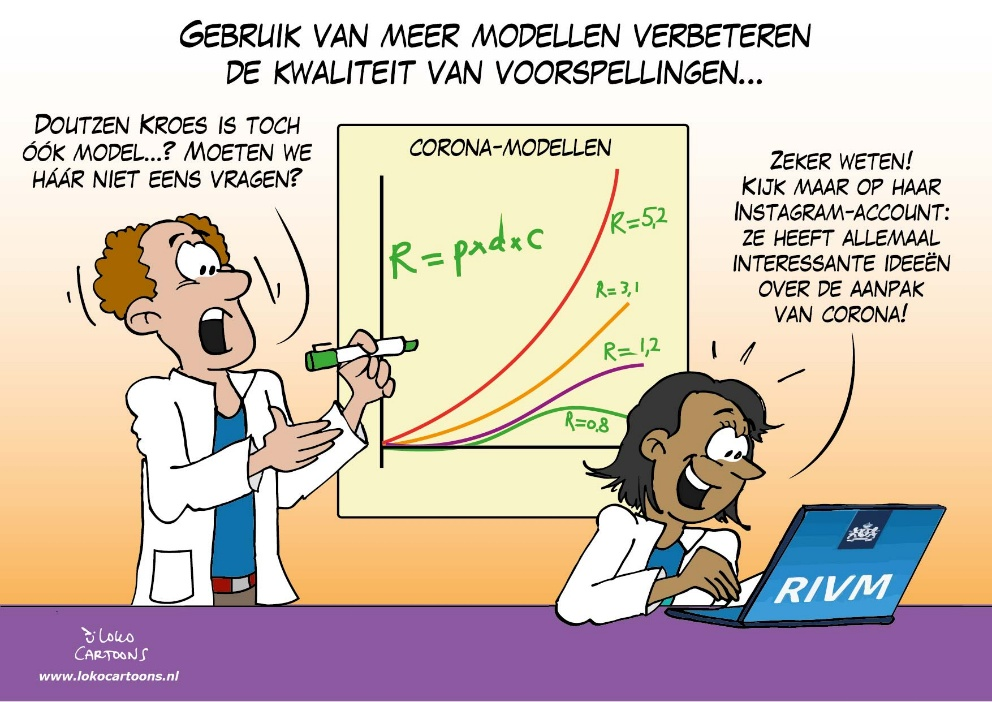 GEBRUIK VAN MEER MODELLEN VERBETEREN
DE KWALITEIT VAN VOORSPELLINGEN...
DOUTZEN KROES IS TOCH
ÓÓK MODEL...? MOETEN WE
HÁÁR NIET EENS VRAGEN?
CORONA-MODELLEN
R = p x d x c
R=5,2
R=3,1
R=1,2
R=0,8
ZEKER WETEN!
KIJK MAAR OP HAAR
INSTAGRAM-ACCOUNT:
ZE HEEFT ALLEMAAL
INTERESSANTE IDEEËN
OVER DE AANPAK
VAN CORONA!
RIVM
LOKO
CARTOONS
www.lokocartoons.nl